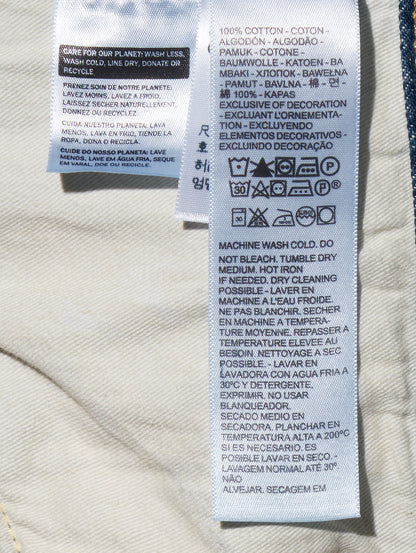 CARE FOR OUR PLANET: WASH LESS,
WASH COLD, LINE DRY, DONATE OR
RECYCLE
PRENEZ SOIN DE NOTRE PLANETE:
LAVEZ MOINS, LAVEZ A FROID,
LAISSEZ SECHER NATURELLEMENT,
DONNEZ OU RECYCLEZ.
CUIDA NUESTRO PLANETA: LAVA
MENOS, LAVA EN FRIO, TIENDE LA
ROPA, DONA O RECICLA.
CUIDE DO NOSSO PLANETA: LAVE
MENOS, LAVE EM ÁGUA FRIA, SEQUE
EM VARAL, DOE OU RECICLE.
100% COTTON - COTON -
ALGODÓN - ALGODÃO -
PAMUK - COTONE -
BAUMWOLLE - KATOEN - BA
MBAKI - ХЛОПОК - BAWEŁNA
- PAMUT - BAVLNA - 棉 - 면 -
綿 100% - KAPAS
EXCLUSIVE OF DECORATION
- EXCLUANT L'ORNEMENTA-
TION - EXCLUYENDO
ELEMENTOS DECORATIVOS -
EXCLUINDO DECORAÇÃO
P
30 P
30
MACHINE WASH COLD. DO
NOT BLEACH. TUMBLE DRY
MEDIUM. HOT IRON
IF NEEDED. DRY CLEANING
POSSIBLE - LAVER EN
MACHINE A L'EAU FROIDE.
NE PAS BLANCHIR. SECHER
EN MACHINE A TEMPERA-
TURE MOYENNE. REPASSER A
TEMPERATURE ELEVEE AU
BESOIN. NETTOYAGE A SEC
POSSIBLE. - LAVAR EN
LAVADORA CON AGUA FRIA A
30ºC Y DETERGENTE.
EXPRIMIR. NO USAR
BLANQUEADOR.
SECADO MEDIO EN
SECADORA. PLANCHAR EN
TEMPERATURA ALTA A 200ºC
SI ES NECESARIO. ES
POSIBLE LAVAR EN SECO. -
LAVAGEM NORMAL ATÉ 30º
NÃO
ALVEJAR. SECAGEM EM